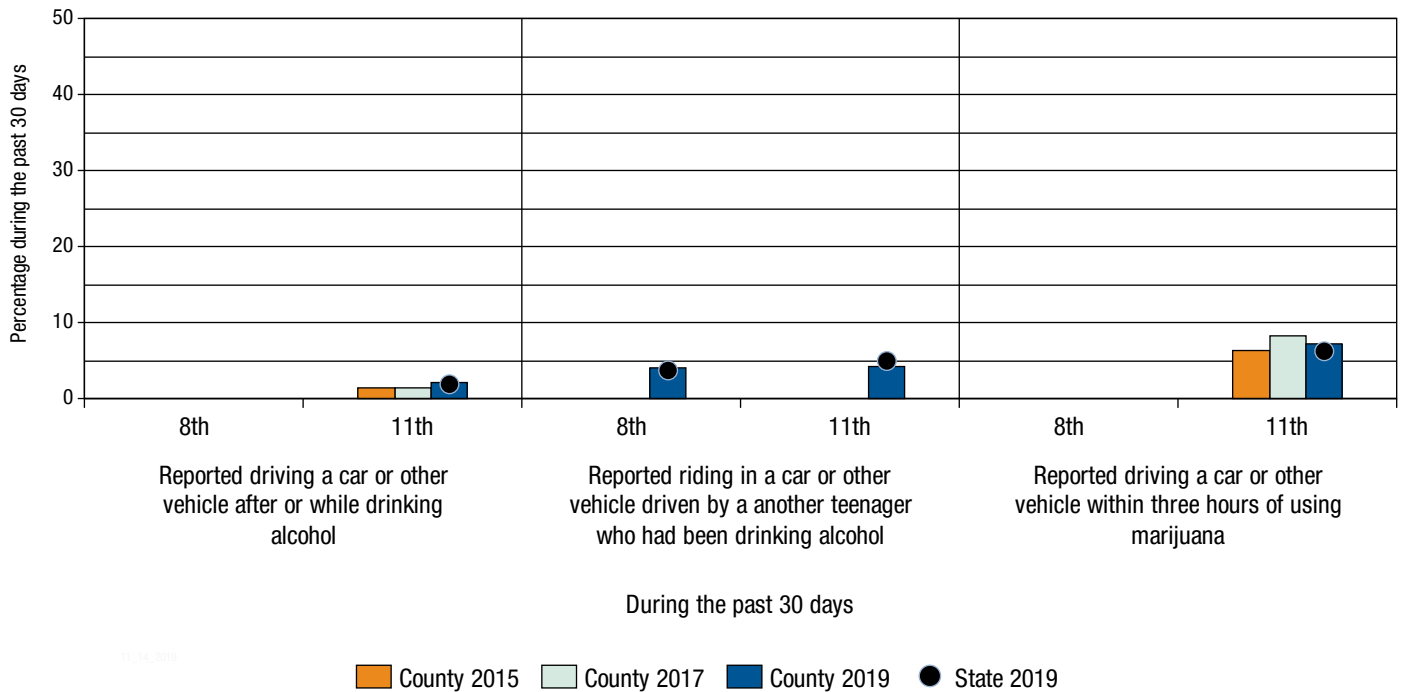 Percentage during the past 30 days
50
40
30
20
10
0
8th
11th
8th
11th
8th
11th
Reported driving a car or other
vehicle after or while drinking
alcohol
Reported riding in a car or other
vehicle driven by a another teenager
who had been drinking alcohol
Reported driving a car or other
vehicle within three hours of using
marijuana
During the past 30 days
County 2015
County 2017
County 2019
State 2019